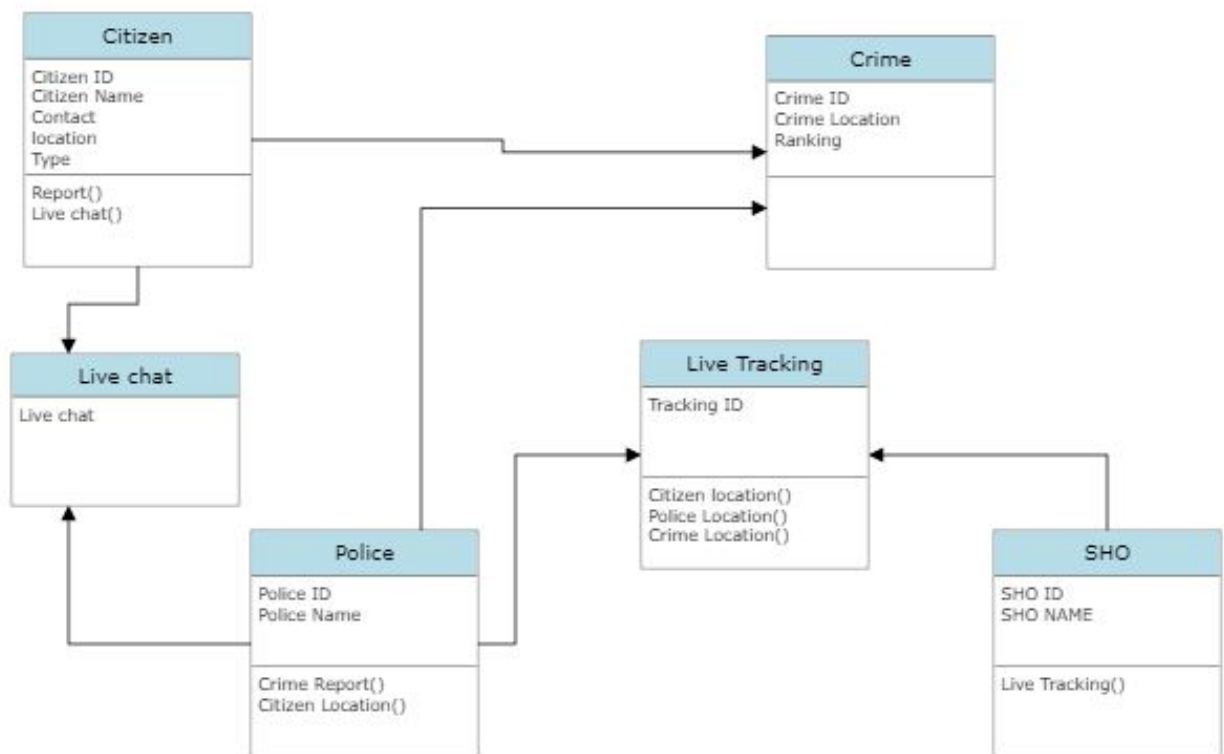 Citizen
Citizen ID
Citizen Name
Contact
location
Type
Report()
Live chat()
Crime
Crime ID
Crime Location
Ranking
Live chat
Live chat
Live Tracking
Tracking ID
Citizen location()
Police Location()
Crime Location()
Police
Police ID
Police Name
Crime Report()
Citizen Location()
SHO
SHO ID
SHO NAME
Live Tracking()